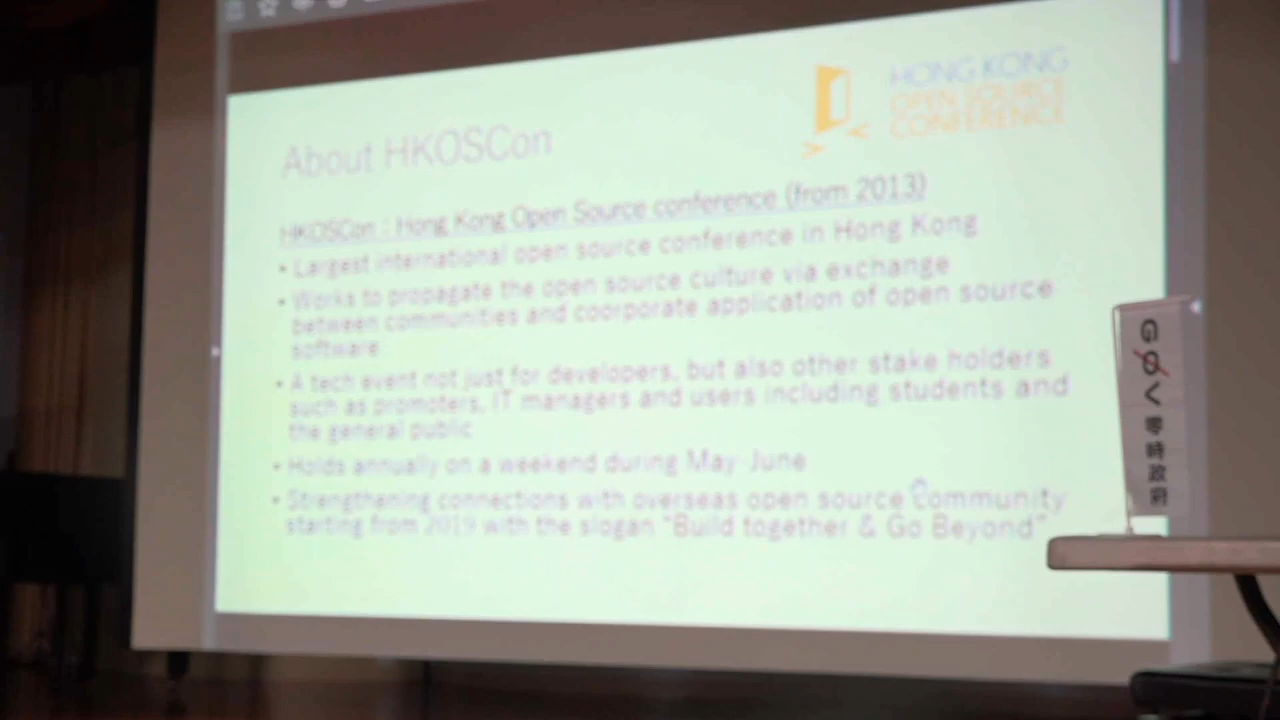 HONG KONG
OPEN SOURCE
CONFERENCE
About HKOSCon
HKOSCon : Hong Kong Open Source conference (from 2013)
• Largest international open source conference in Hong Kong
• Works to propagate the open source culture via exchange
between communities and coorporate application of open source
software
• A tech event not just for developers, but also other stake holders
such as promoters, IT managers and users including students and
the general public
• Holds annually on a weekend during May-June
• Strengthening connections with overseas open source community
starting from 2019 with the slogan "Build together & Go Beyond"
G0V 零時政府